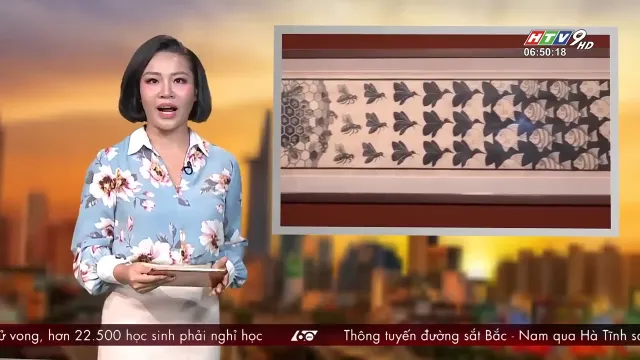 HTV9 HD
06:50:18
ử vong, hơn 22.500 học sinh phải nghỉ học
60
Thông tuyến đường sắt Bắc - Nam qua Hà Tĩnh s